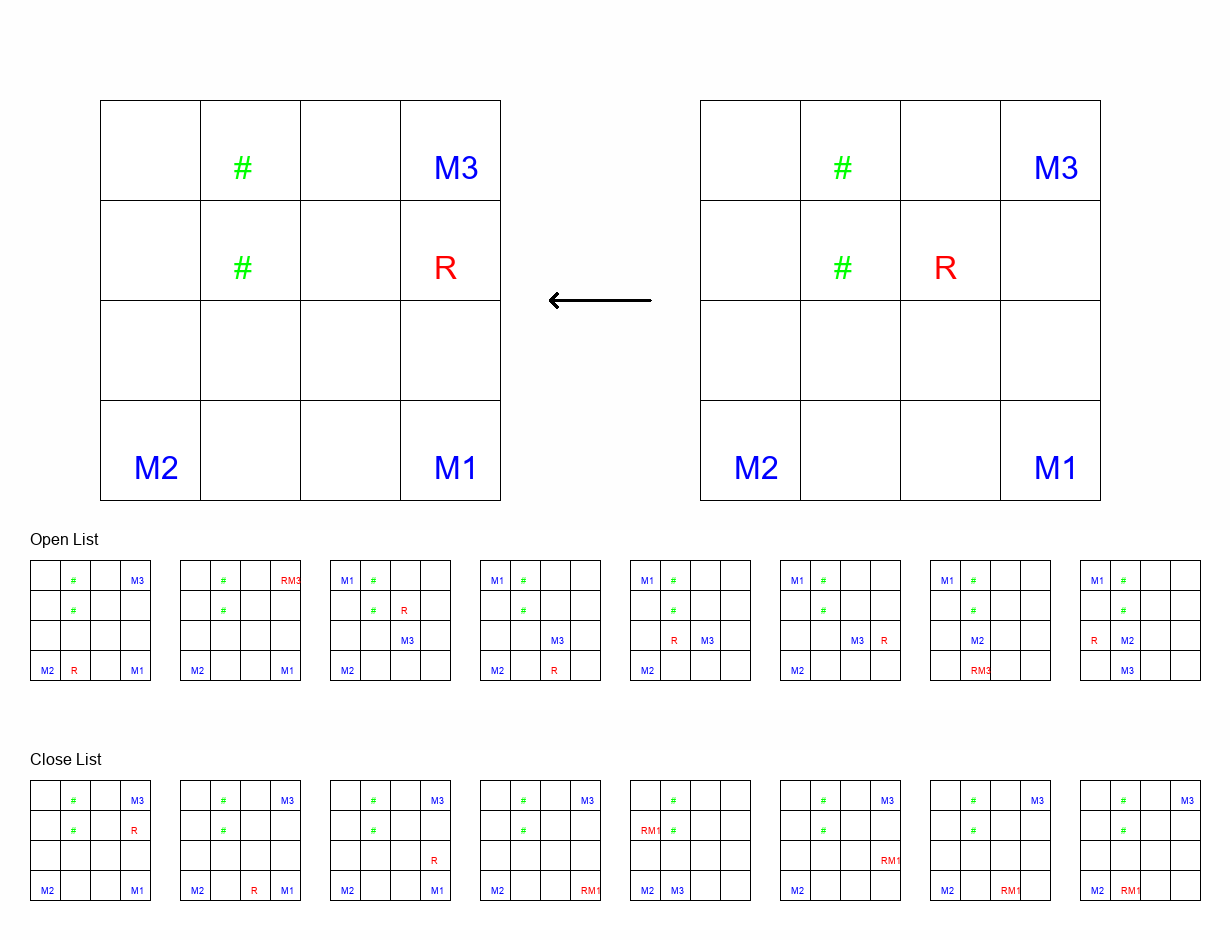 # M3 # M3
# R # R
M2 M1 M2 M1
Open List
# M3 # RM3 M1 # M1 # M1 # M1 # M1 # M1 #
# # # R # # # # #
M3 M3 R M3 M3 R M2 R M2
M2 R M1 M2 M1 M2 M2 R M2 M2 RM3 M3
Close List
# M3 # M3 # M3 # M3 # # M3 # M3 # M3
# R # # # RM1 # # # #
R RM1
M2 M1 M2 R M1 M2 M1 M2 RM1 M2 M3 M2 M2 RM1 M2 RM1